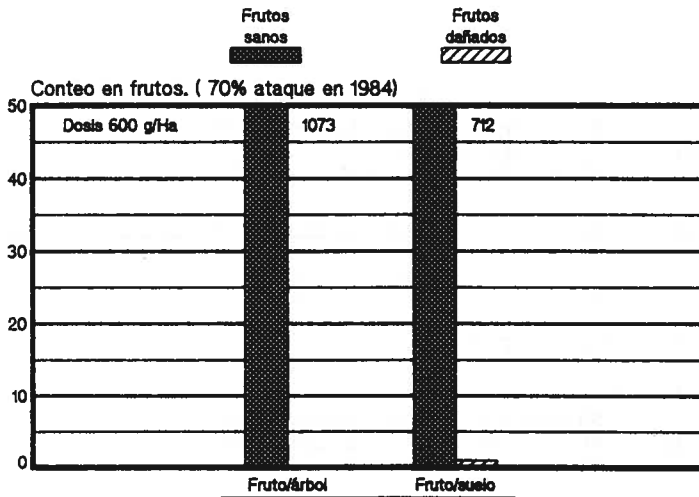 Frutos
sanos
Frutos
dañados
Conteo en frutos. ( 70% ataque en 1984)
50
Dosis 600 g/Ha
1073
712
40
30
20
10
0
Fruto/árbol
Fruto/suelo